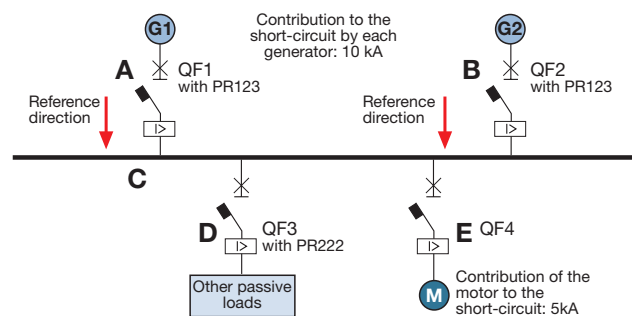 G1
Contribution to the
short-circuit by each
generator: 10 kA
G2
A
QF1
with PR123
B
QF2
with PR123
Reference
direction
Reference
direction
I>
I>
C
D
QF3
with PR222
I>
E
QF4
I>
Other passive
loads
M
Contribution of the
motor to the
short-circuit: 5kA